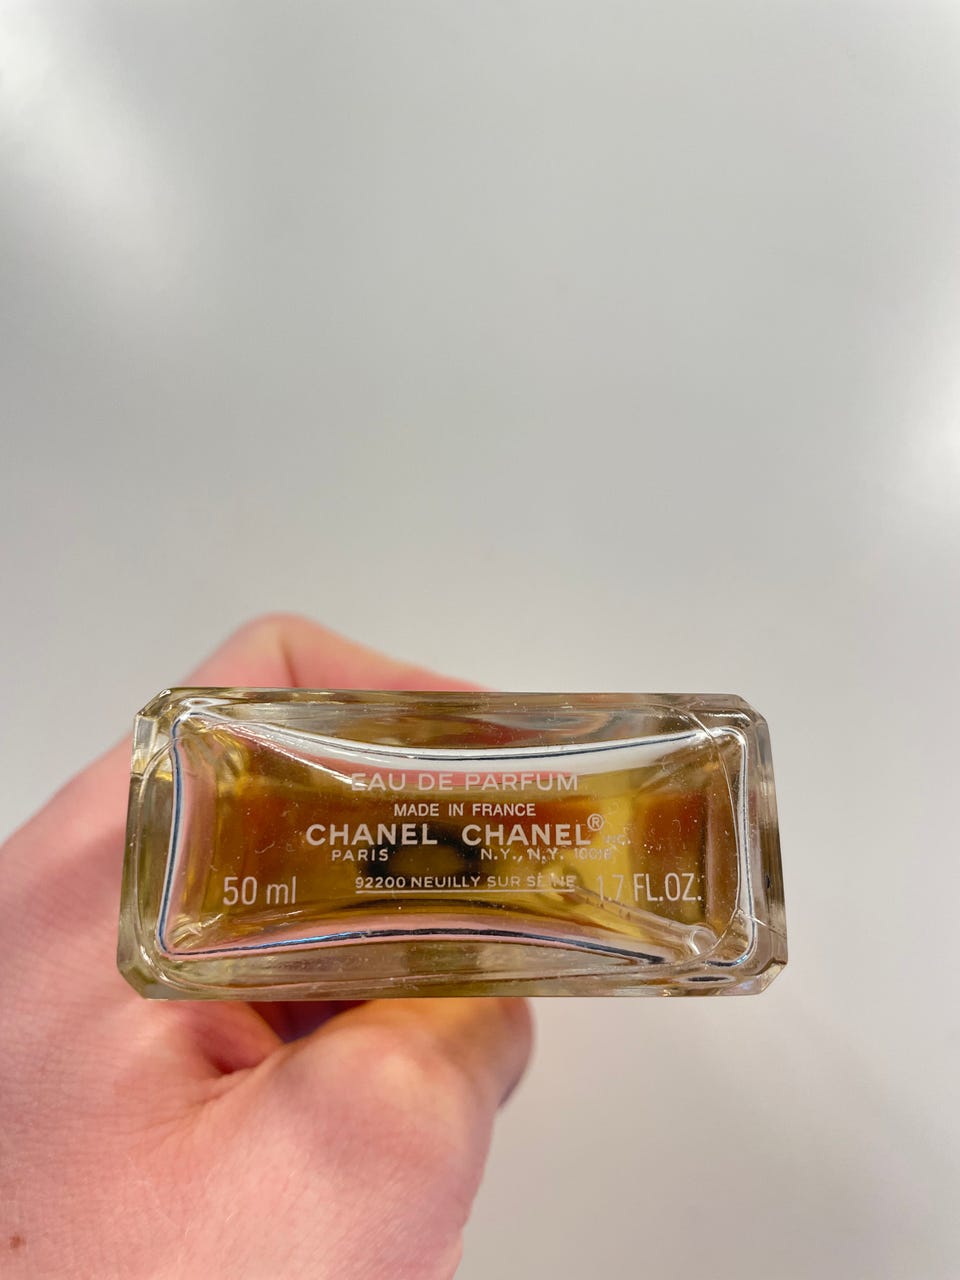 EAU DE PARFUM
MADE IN FRANCE
CHANEL CHANEL® INC.
PARIS N.Y., N.Y.
92200 NEUILLY SUR SEINE
50 ml 1.7 FL.OZ.